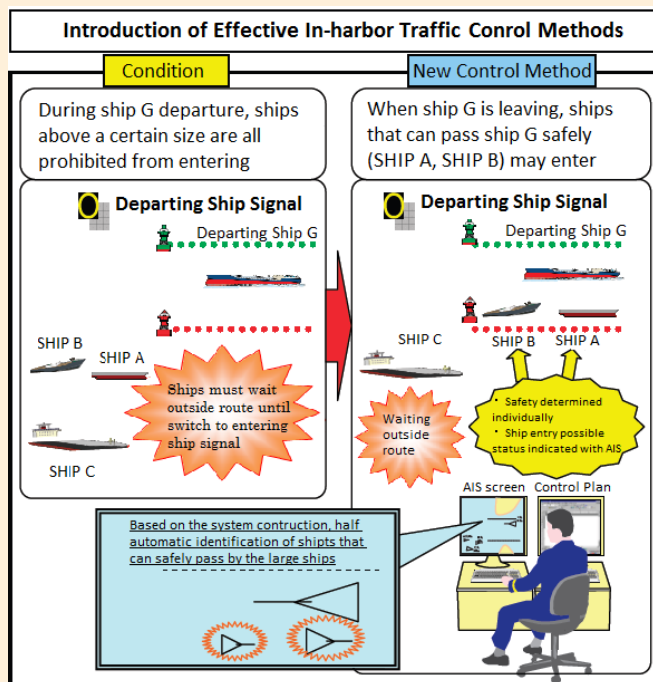 Introduction of Effective In-harbor Traffic Conrol Methods
Condition
During ship G departure, ships
above a certain size are all
prohibited from entering
Departing Ship Signal
Departing Ship G
SHIP B
SHIP A
Ships must wait
outside route until
switch to entering
ship signal
SHIP C
New Control Method
When ship G is leaving, ships
that can pass ship G safely
(SHIP A, SHIP B) may enter
Departing Ship Signal
Departing Ship G
SHIP C
SHIP B
SHIP A
Waiting
outside
route
・ Safety determined
individually
・ Ship entry possible
status indicated with AIS
AIS screen
Control Plan
Based on the system contruction, half
automatic identification of shipts that
can safely pass by the large ships